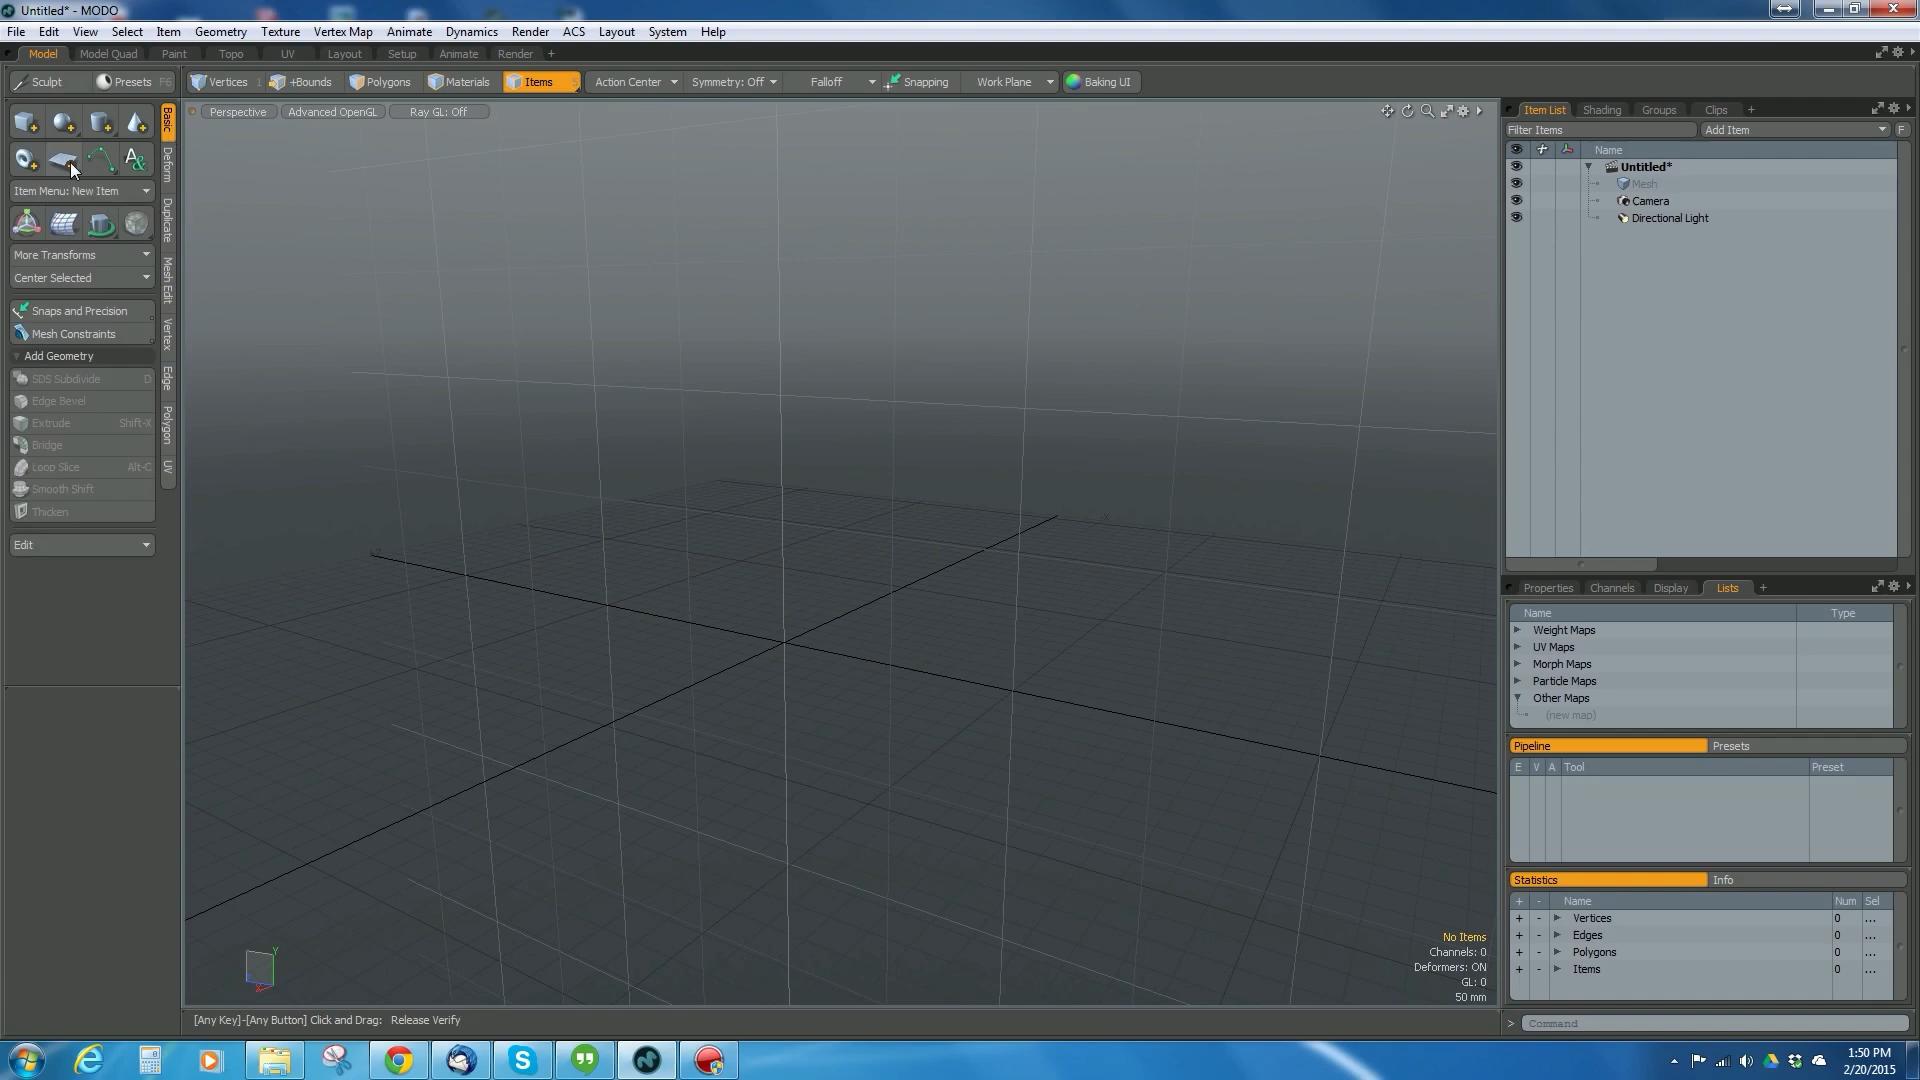 Untitled* - MODO
File Edit View Select Item Geometry Texture Vertex Map Animate Dynamics Render ACS Layout System Help
Model Model Quad Paint Topo UV Layout Setup Animate Render +
Sculpt Presets F6 Vertices 1 +Bounds Polygons Materials Items 5 Action Center Symmetry: Off Falloff Snapping Work Plane Baking UI
Perspective Advanced OpenGL Ray GL: Off
Basic
Deform
Duplicate
Mesh Edit
Vertex
Edge
Polygon
UV
Item Menu: New Item
More Transforms
Center Selected
Snaps and Precision
Mesh Constraints
Add Geometry
SDS Subdivide D
Edge Bevel
Extrude Shift-X
Bridge
Loop Slice Alt-C
Smooth Shift
Thicken
Edit
No Items
Channels: 0
Deformers: ON
GL: 0
50 mm
[Any Key]-[Any Button] Click and Drag: Release Verify
Item List Shading Groups Clips +
Filter Items Add Item F
Name
Untitled*
Mesh
Camera
Directional Light
Properties Channels Display Lists +
Name Type
Weight Maps
UV Maps
Morph Maps
Particle Maps
Other Maps
(new map)
Pipeline Presets
E V A Tool Preset
Statistics Info
+ - Name Num Sel
+ - Vertices 0 ...
+ - Edges 0 ...
+ - Polygons 0 ...
+ - Items 0 ...
> Command
1:50 PM
2/20/2015